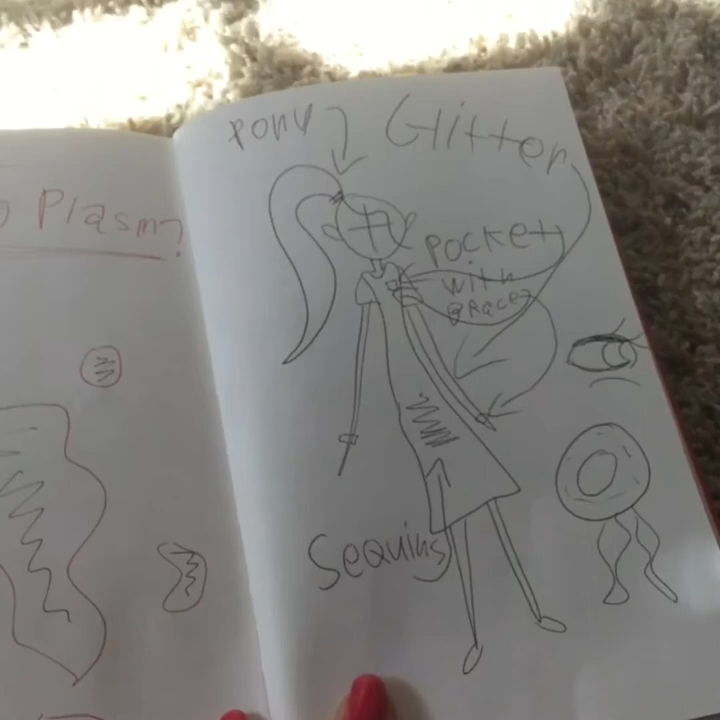 Plasm
pony
Glitter
pocket
with
Sequins